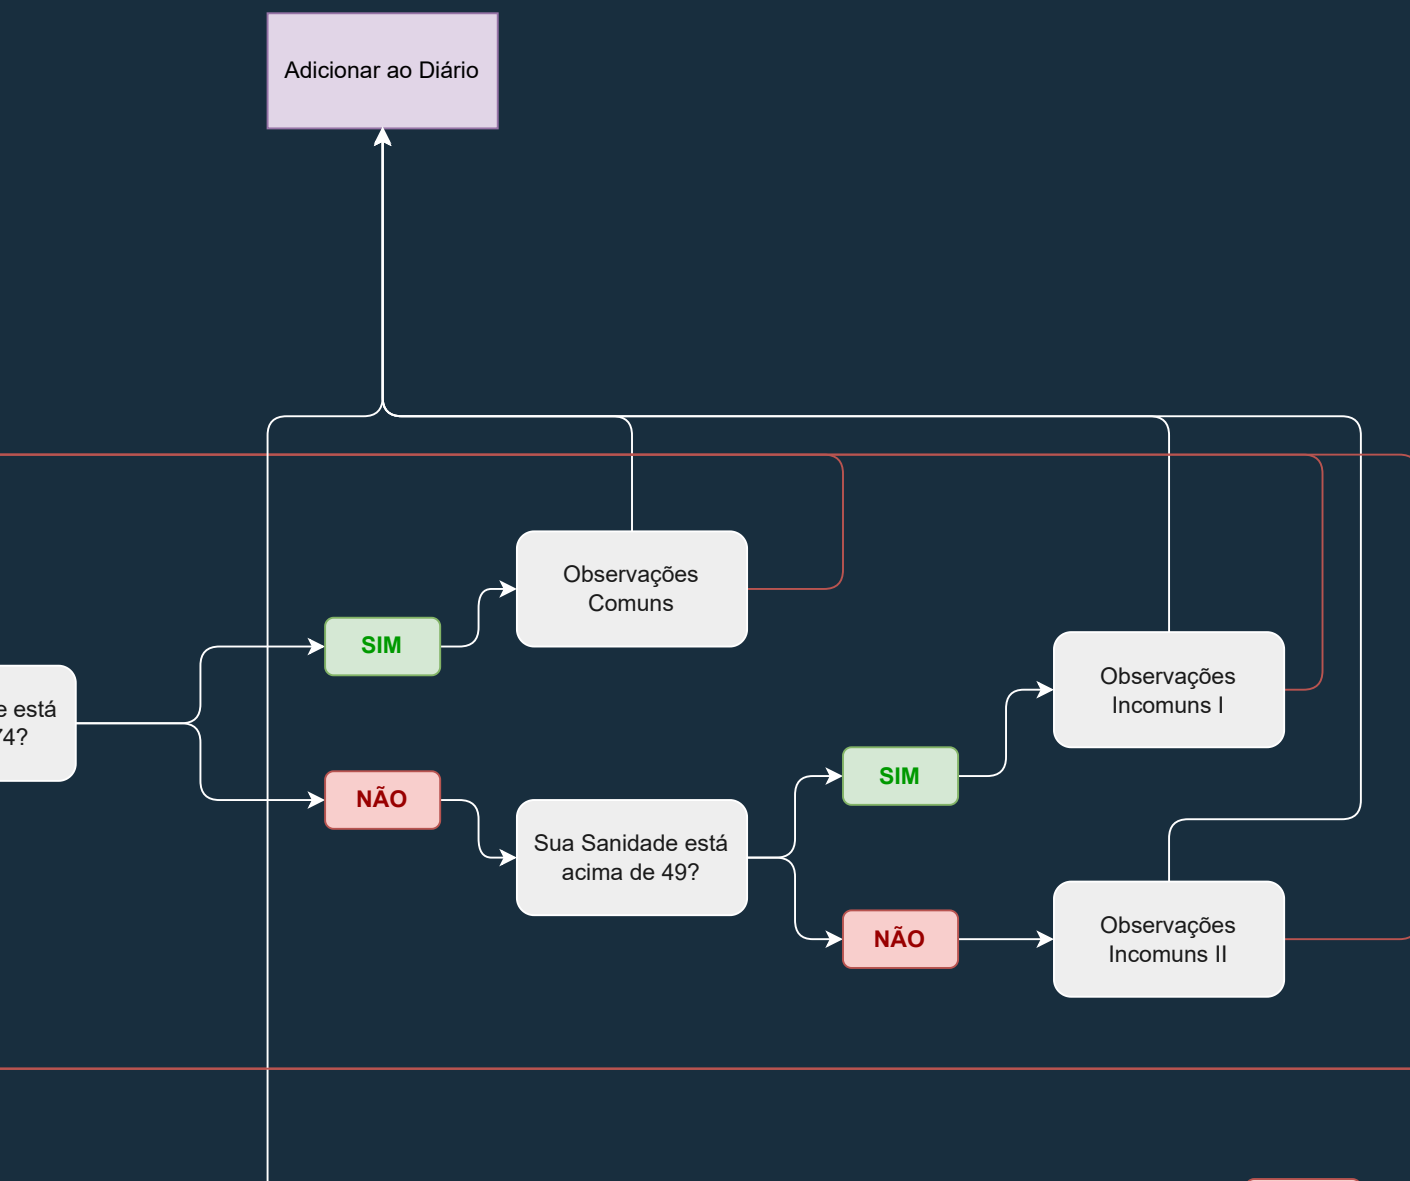 Adicionar ao Diário
Observações
Comuns
SIM
e está
74?
NÃO
Sua Sanidade está
acima de 49?
SIM
Observações
Incomuns I
NÃO
Observações
Incomuns II